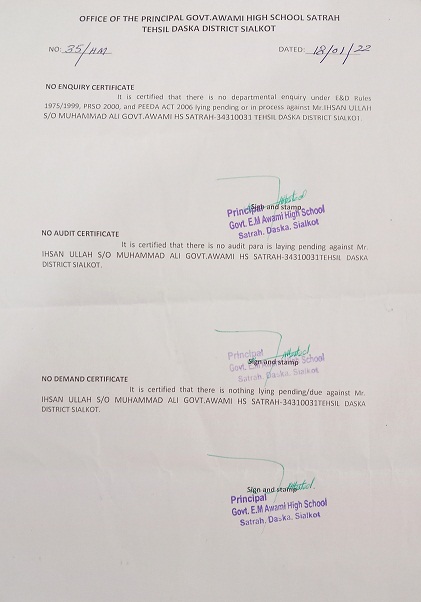 OFFICE OF THE PRINCIPAL GOVT.AWAMI HIGH SCHOOL SATRAH
TEHSIL DASKA DISTRICT SIALKOT
NO: 35/HM DATED: 18/01/22
NO ENQUIRY CERTIFICATE
It is certified that there is no departmental enquiry under E&D Rules
1975/1999, PRSO 2000, and PEEDA ACT 2006 lying pending or in process against Mr.IHSAN ULLAH
S/O MUHAMMAD ALI GOVT.AWAMI HS SATRAH-34310031 TEHSIL DASKA DISTRICT SIALKOT.
Attested
Sign and stamp
Principal
Govt. E.M Awami High School
Satrah. Daska. Sialkot
NO AUDIT CERTIFICATE
It is certified that there is no audit para is laying pending against Mr.
IHSAN ULLAH S/O MUHAMMAD ALI GOVT.AWAMI HS SATRAH-34310031TEHSIL DASKA
DISTRICT SIALKOT.
Attested
Principal
Sign and stamp
Govt. E.M Awami High School
Satrah. Daska. Sialkot
NO DEMAND CERTIFICATE
It is certified that there is nothing lying pending/due against Mr.
IHSAN ULLAH S/O MUHAMMAD ALI GOVT.AWAMI HS SATRAH-34310031TEHSIL DASKA
DISTRICT SIALKOT.
Attested
Sign and stamp
Principal
Govt. E.M Awami High School
Satrah. Daska. Sialkot